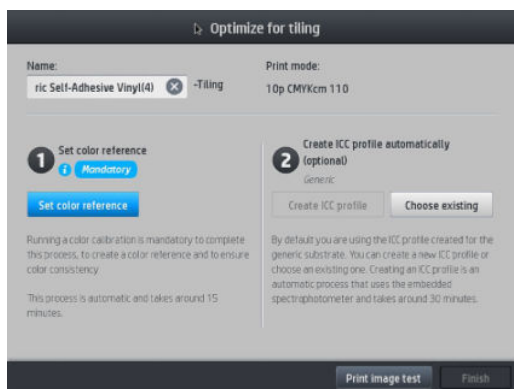 Optimize for tiling
Name:
ric Self-Adhesive Vinyl(4) -Tiling
Print mode:
10p CMYKcm 110
1 Set color reference
i Mandatory
Set color reference
Running a color calibration is mandatory to complete
this process, to create a color reference and to ensure
color consistency
This process is automatic and takes around 15
minutes.
2 Create ICC profile automatically
(optional)
Generic
Create ICC profile Choose existing
By default you are using the ICC profile created for the
generic substrate. You can create a new ICC profile or
choose an existing one. Creating an ICC profile is an
automatic process that uses the embedded
spectrophotometer and takes around 30 minutes.
Print image test Finish